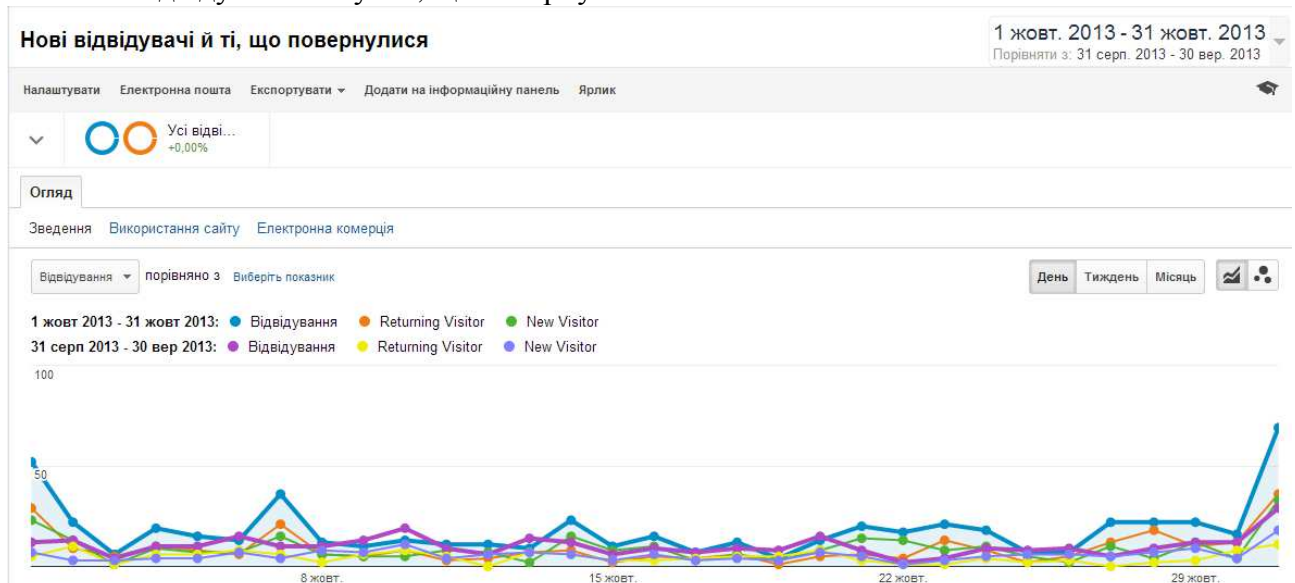 Нові відвідувачі й ті, що повернулися
1 жовт. 2013 - 31 жовт. 2013
Порівняти з: 31 серп. 2013 - 30 вер. 2013
Налаштувати Електронна пошта Експортувати Додати на інформаційну панель Ярлик
Усі відві...
+0,00%
Огляд
Зведення Використання сайту Електронна комерція
Відвідування порівняно з Виберіть показник День Тиждень Місяць
1 жовт 2013 - 31 жовт 2013: Відвідування Returning Visitor New Visitor
31 серп 2013 - 30 вер 2013: Відвідування Returning Visitor New Visitor
100
50
8 жовт. 15 жовт. 22 жовт. 29 жовт.